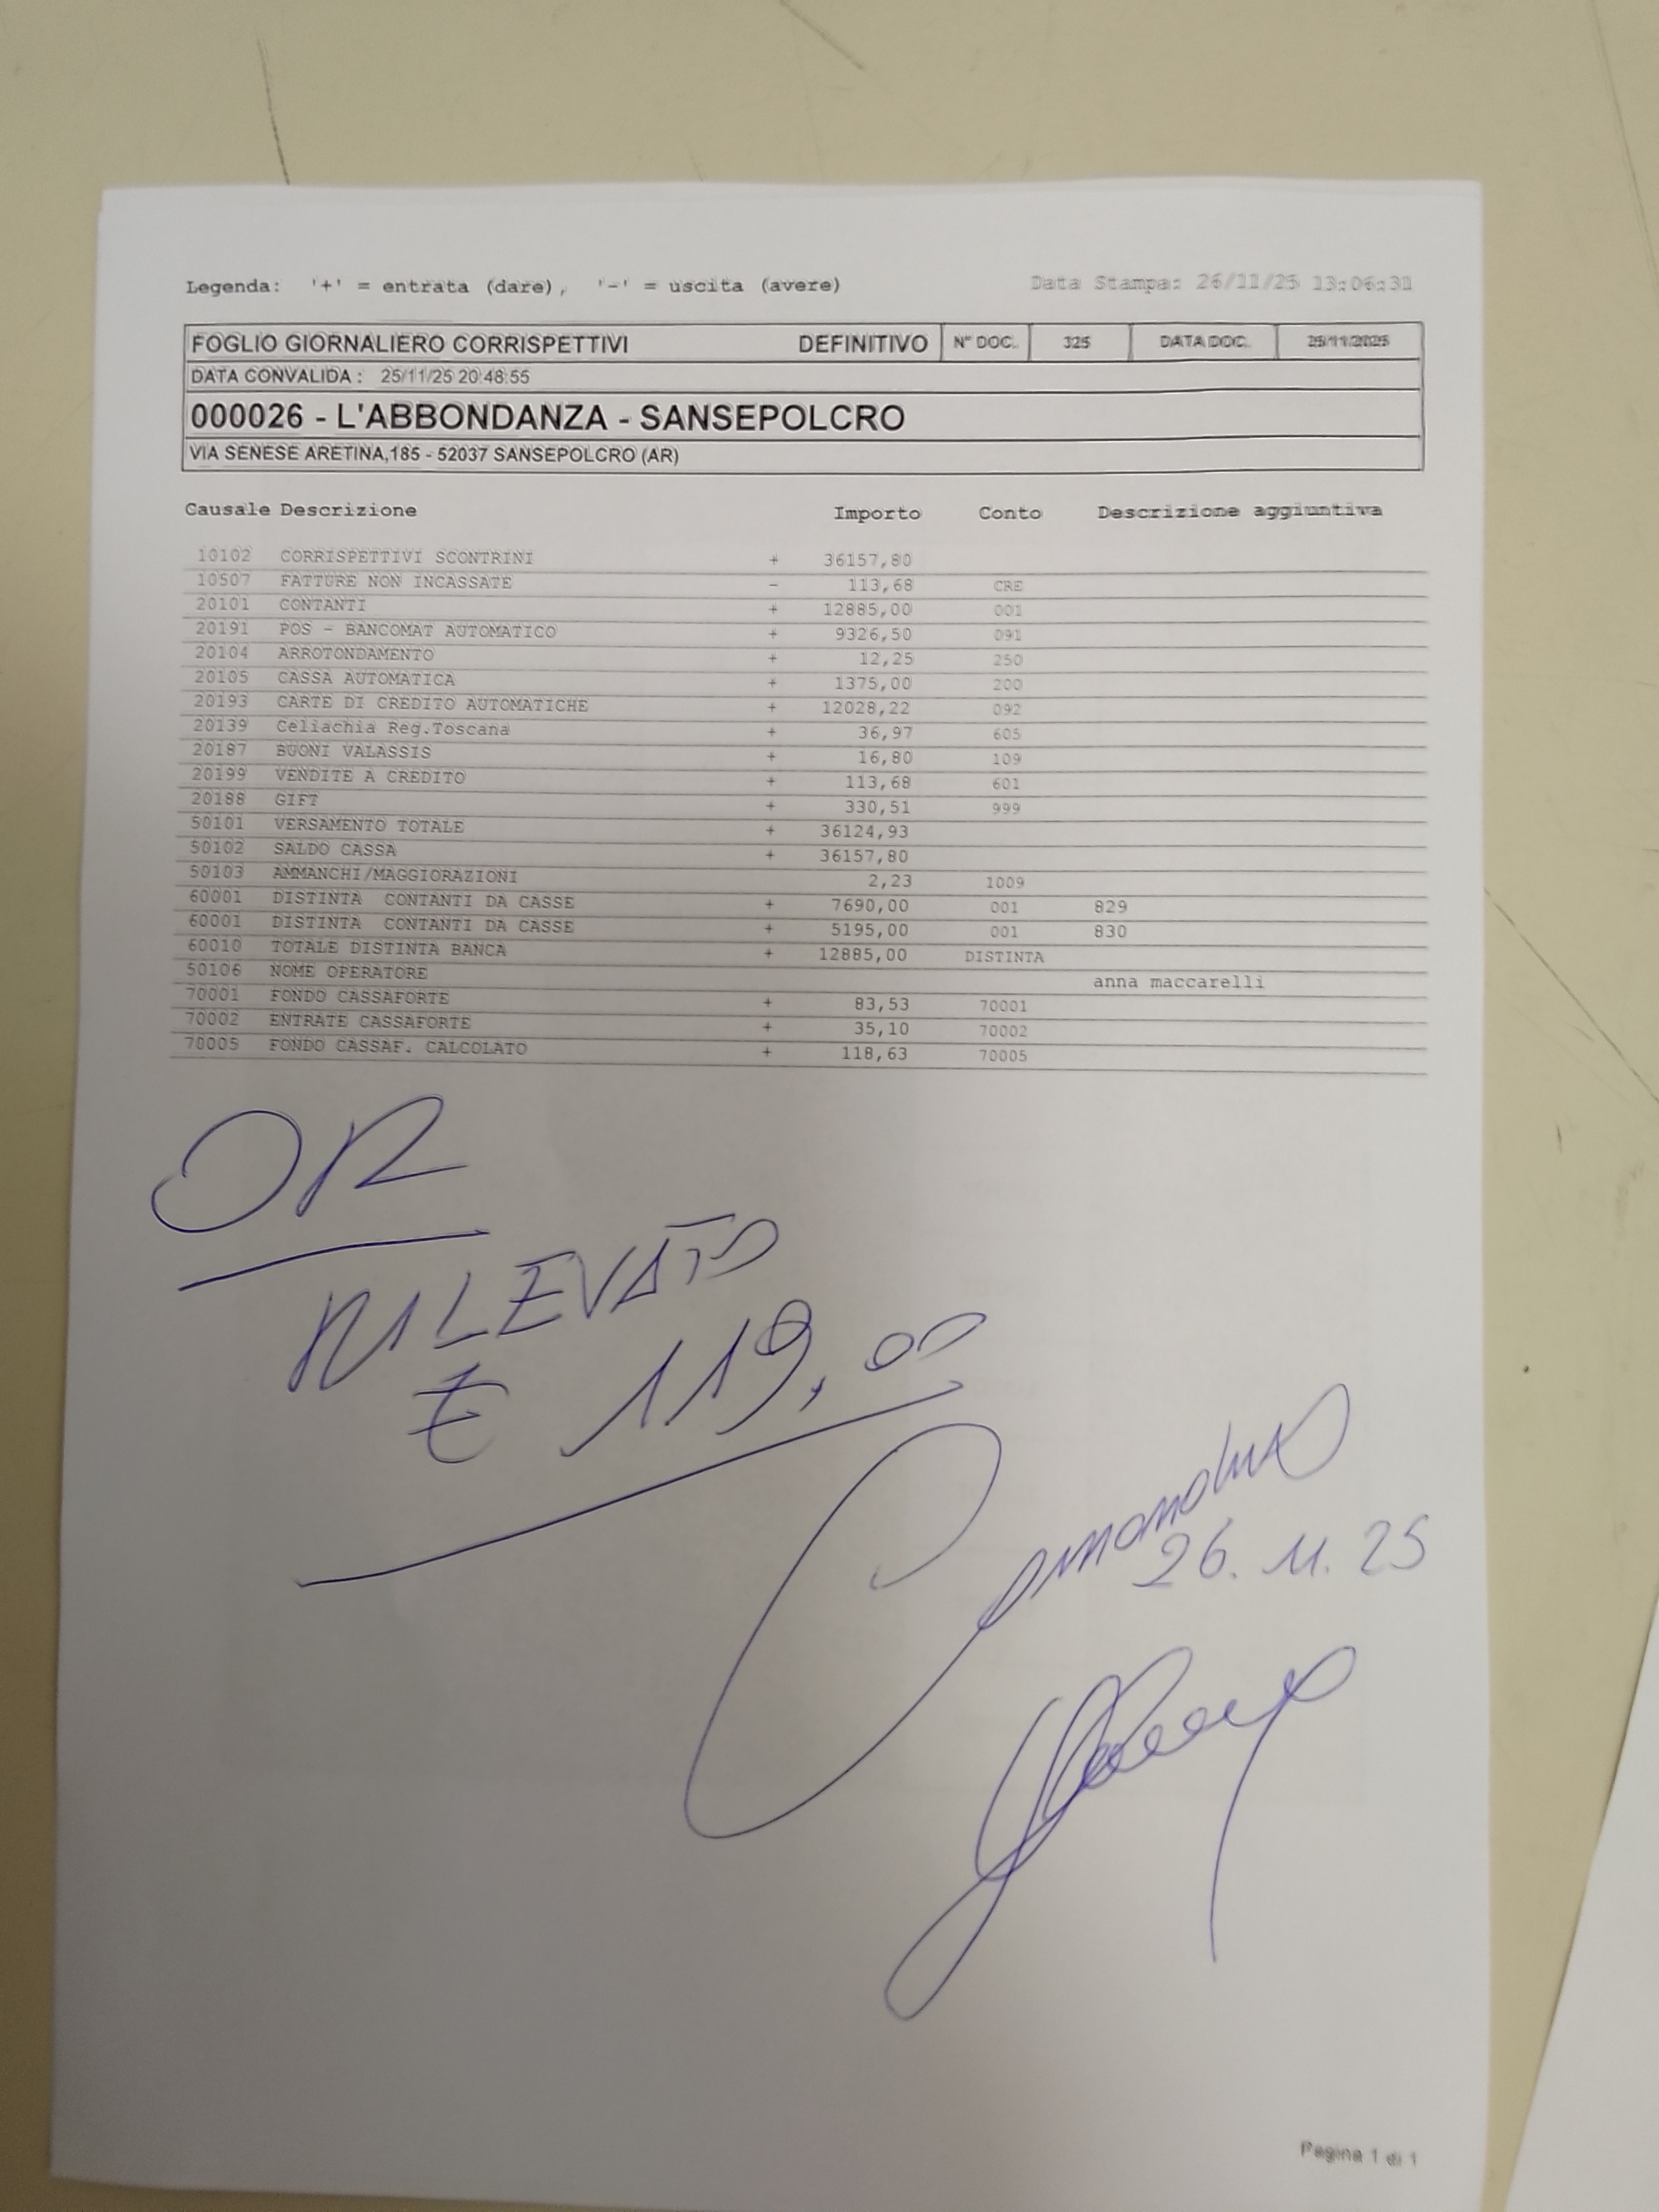 Legenda: '+' = entrata (dare), '-' = uscita (avere) Data Stampa: 26/11/25 13:06:31
FOGLIO GIORNALIERO CORRISPETTIVI DEFINITIVO N° DOC. 325 DATA DOC. 25/11/2025
DATA CONVALIDA : 25/11/25 20:48:55
000026 - L'ABBONDANZA - SANSEPOLCRO
VIA SENESE ARETINA,185 - 52037 SANSEPOLCRO (AR)
Causale Descrizione Importo Conto Descrizione aggiuntiva
10102 CORRISPETTIVI SCONTRINI + 36157,80
10507 FATTURE NON INCASSATE - 113,68 CRE
20101 CONTANTI + 12885,00 001
20191 POS - BANCOMAT AUTOMATICO + 9326,50 091
20104 ARROTONDAMENTO + 12,25 250
20105 CASSA AUTOMATICA + 1375,00 200
20193 CARTE DI CREDITO AUTOMATICHE + 12028,22 092
20139 Celiachia Reg.Toscana + 36,97 605
20187 BUONI VALASSIS + 16,80 109
20199 VENDITE A CREDITO + 113,68 601
20188 GIFT + 330,51 999
50101 VERSAMENTO TOTALE + 36124,93
50102 SALDO CASSA + 36157,80
50103 AMMANCHI/MAGGIORAZIONI 2,23 1009
60001 DISTINTA CONTANTI DA CASSE + 7690,00 001 829
60001 DISTINTA CONTANTI DA CASSE + 5195,00 001 830
60010 TOTALE DISTINTA BANCA + 12885,00 DISTINTA
50106 NOME OPERATORE anna maccarelli
70001 FONDO CASSAFORTE + 83,53 70001
70002 ENTRATE CASSAFORTE + 35,10 70002
70005 FONDO CASSAF. CALCOLATO + 118,63 70005
OK
RILEVATO
€ 119,00
26.11.25
Pagina 1 di 1